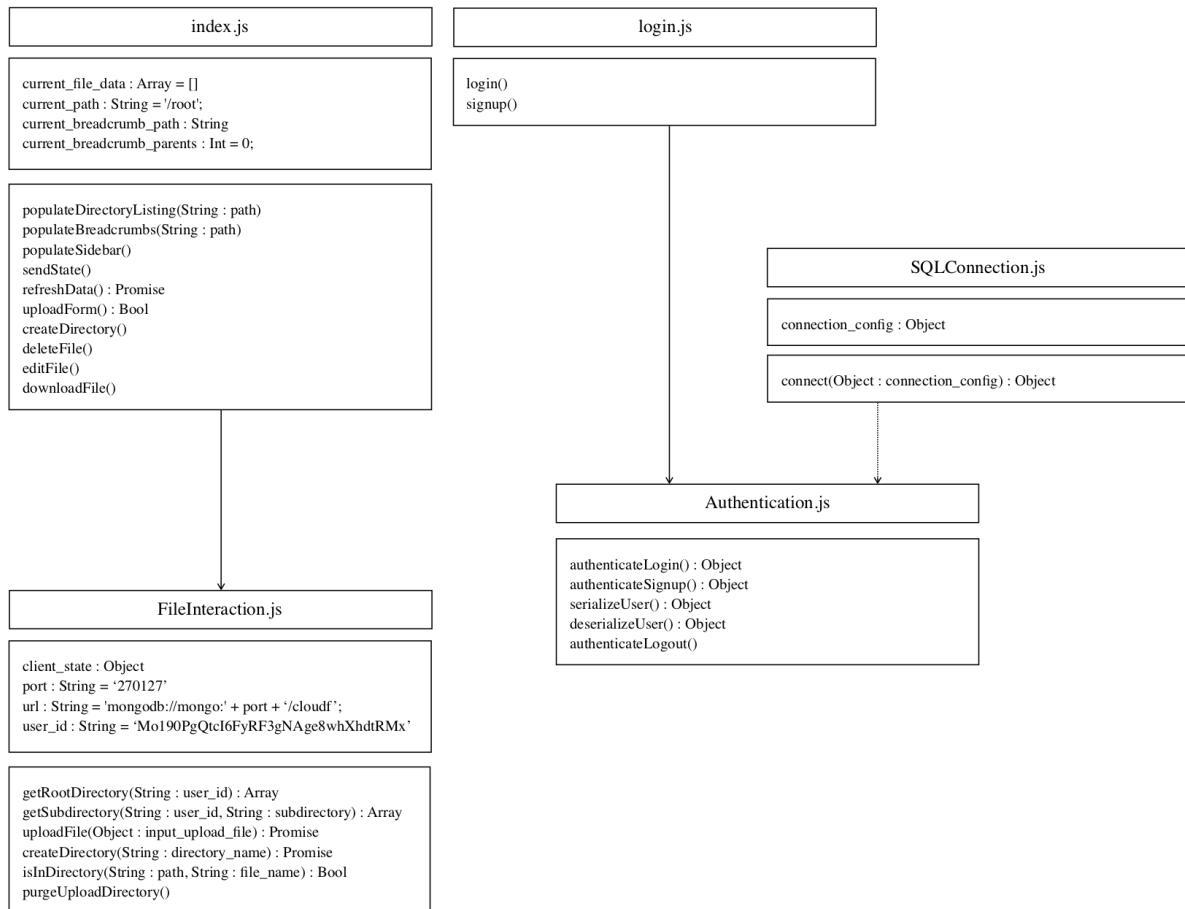 index.js
current_file_data : Array = []
current_path : String = '/root';
current_breadcrumb_path : String
current_breadcrumb_parents : Int = 0;
populateDirectoryListing(String : path)
populateBreadcrumbs(String : path)
populateSidebar()
sendState()
refreshData() : Promise
uploadForm() : Bool
createDirectory()
deleteFile()
editFile()
downloadFile()
login.js
login()
signup()
SQLConnection.js
connection_config : Object
connect(Object : connection_config) : Object
Authentication.js
authenticateLogin() : Object
authenticateSignup() : Object
serializeUser() : Object
deserializeUser() : Object
authenticateLogout()
FileInteraction.js
client_state : Object
port : String = ‘270127’
url : String = 'mongodb://mongo:' + port + ‘/cloudf’;
user_id : String = ‘Mo190PgQtcI6FyRF3gNAge8whXhdtRMx’
getRootDirectory(String : user_id) : Array
getSubdirectory(String : user_id, String : subdirectory) : Array
uploadFile(Object : input_upload_file) : Promise
createDirectory(String : directory_name) : Promise
isInDirectory(String : path, String : file_name) : Bool
purgeUploadDirectory()